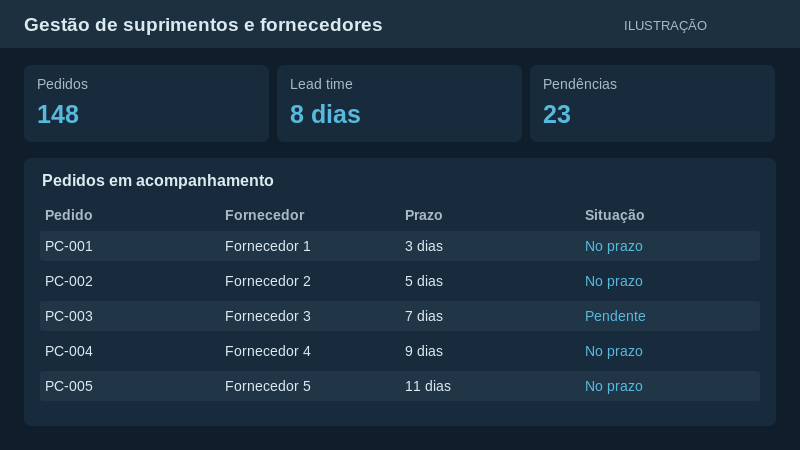 Gestão de suprimentos e fornecedores
ILUSTRAÇÃO
Pedidos
148
Lead time
8 dias
Pendências
23
Pedidos em acompanhamento
Pedido Fornecedor Prazo Situação
PC-001 Fornecedor 1 3 dias No prazo
PC-002 Fornecedor 2 5 dias No prazo
PC-003 Fornecedor 3 7 dias Pendente
PC-004 Fornecedor 4 9 dias No prazo
PC-005 Fornecedor 5 11 dias No prazo